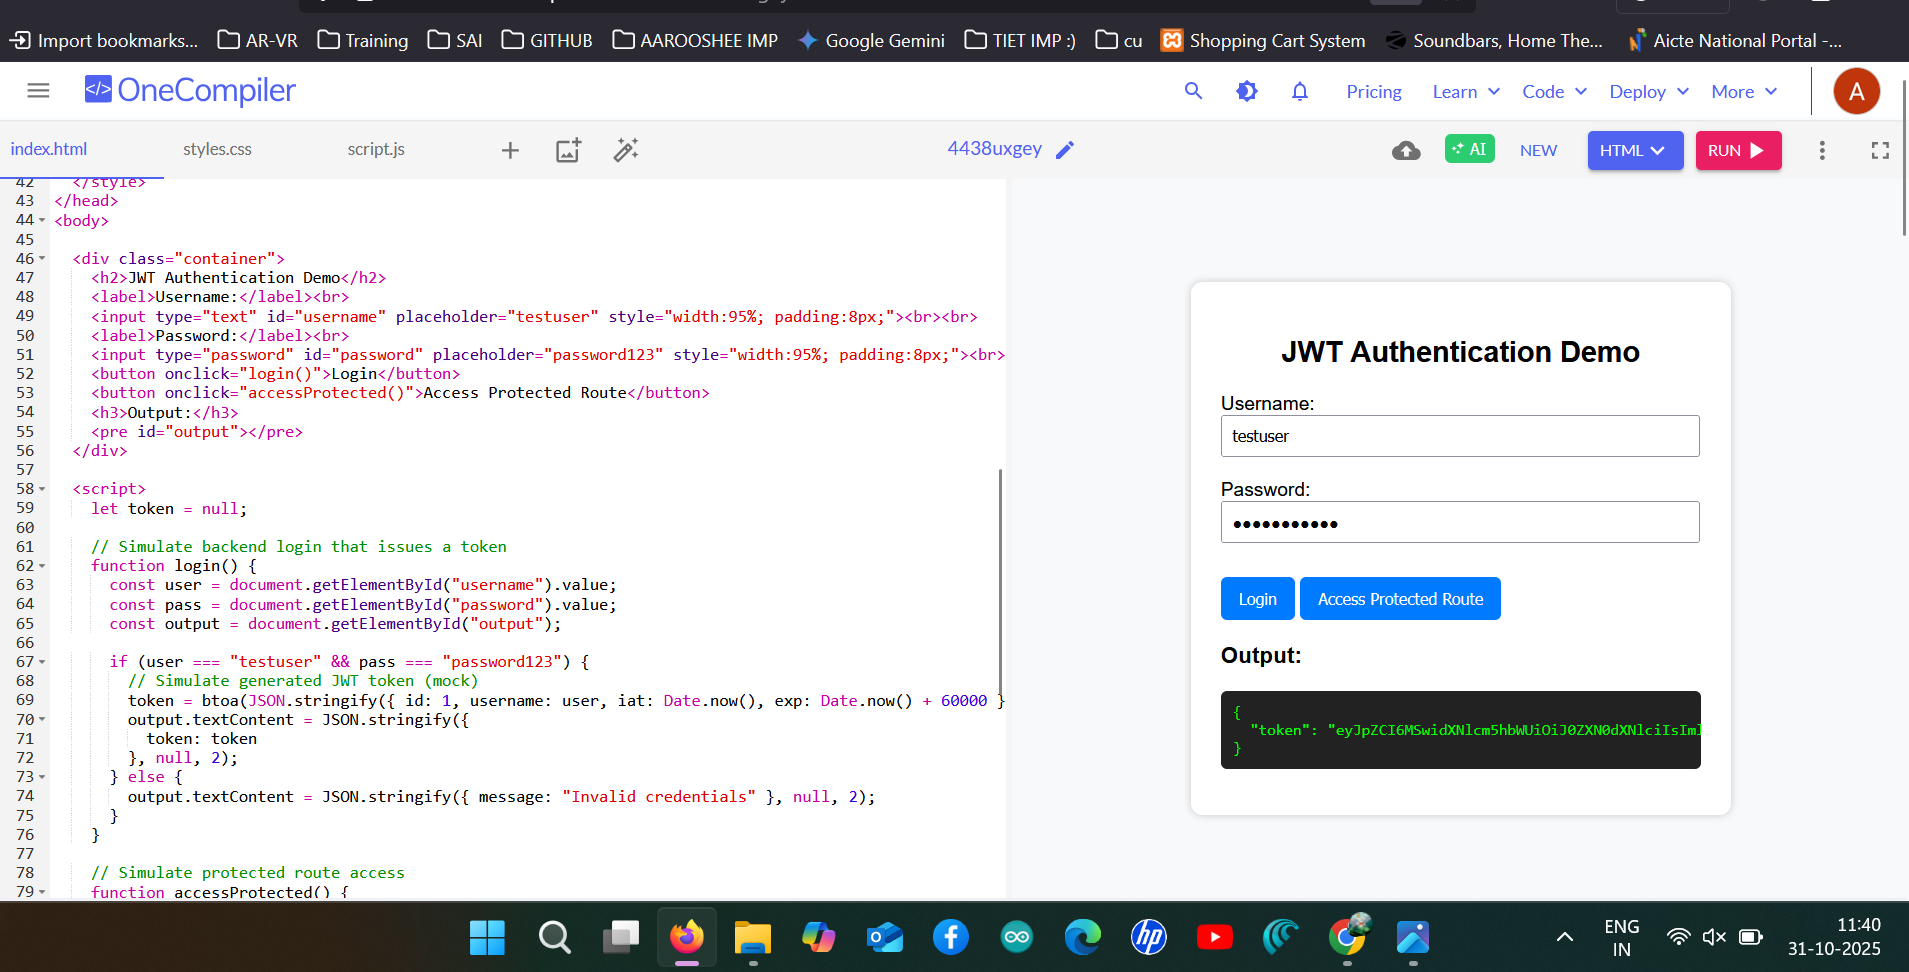 Import bookmarks...
AR-VR
Training
SAI
GITHUB
AAROOSHEE IMP
Google Gemini
TIET IMP :)
cu
Shopping Cart System
Soundbars, Home The...
Aicte National Portal -...
</> OneCompiler
Pricing
Learn
Code
Deploy
More
A
index.html
styles.css
script.js
4438uxgey
AI
NEW
HTML
RUN
42 </style>
43 </head>
44 <body>
45
46 <div class="container">
47 <h2>JWT Authentication Demo</h2>
48 <label>Username:</label><br>
49 <input type="text" id="username" placeholder="testuser" style="width:95%; padding:8px;"><br><br>
50 <label>Password:</label><br>
51 <input type="password" id="password" placeholder="password123" style="width:95%; padding:8px;"><br>
52 <button onclick="login()">Login</button>
53 <button onclick="accessProtected()">Access Protected Route</button>
54 <h3>Output:</h3>
55 <pre id="output"></pre>
56 </div>
57
58 <script>
59 let token = null;
60
61 // Simulate backend login that issues a token
62 function login() {
63 const user = document.getElementById("username").value;
64 const pass = document.getElementById("password").value;
65 const output = document.getElementById("output");
66
67 if (user === "testuser" && pass === "password123") {
68 // Simulate generated JWT token (mock)
69 token = btoa(JSON.stringify({ id: 1, username: user, iat: Date.now(), exp: Date.now() + 60000 }
70 output.textContent = JSON.stringify({
71 token: token
72 }, null, 2);
73 } else {
74 output.textContent = JSON.stringify({ message: "Invalid credentials" }, null, 2);
75 }
76 }
77
78 // Simulate protected route access
79 function accessProtected() {
JWT Authentication Demo
Username:
testuser
Password:
•••••••••••
Login
Access Protected Route
Output:
{
"token": "eyJpZCI6MSwidXNlcm5hbWUiOiJ0ZXN0dXNlciIsIml
}
hp
ENG
IN
11:40
31-10-2025